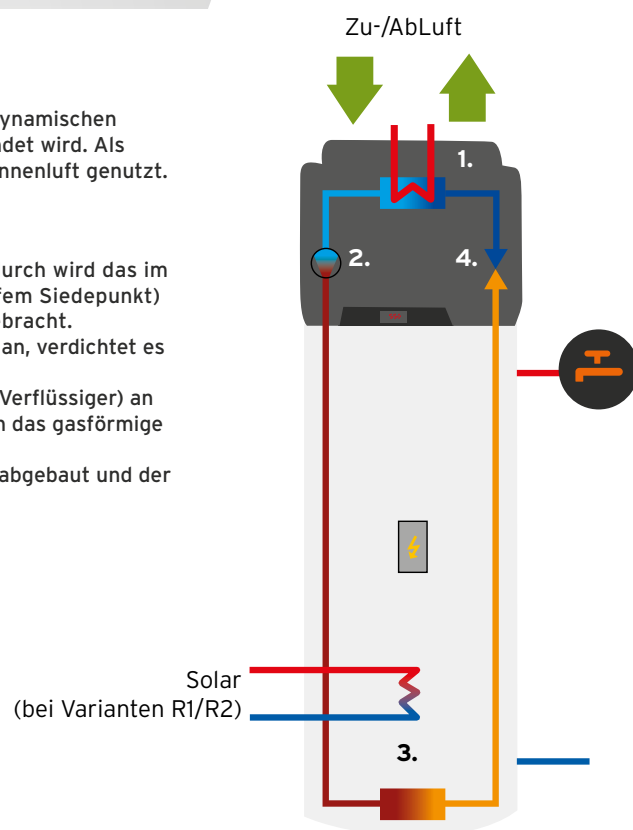 Zu-/AbLuft
ynamischen
det wird. Als
nnenluft genutzt.
urch wird das im
fem Siedepunkt)
bracht.
an, verdichtet es
Verflüssiger) an
das gasförmige
abgebaut und der
1.
2.
4.
Solar
(bei Varianten R1/R2)
3.